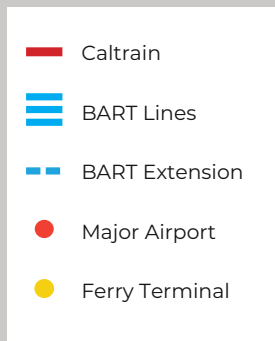 Caltrain
BART Lines
BART Extension
Major Airport
Ferry Terminal